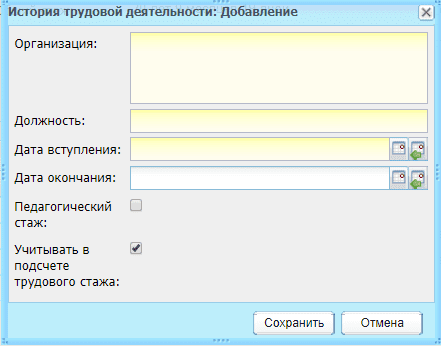 История трудовой деятельности: Добавление
Организация:
Должность:
Дата вступления:
Дата окончания:
Педагогический
стаж:
Учитывать в
подсчете
трудового стажа:
Сохранить Отмена